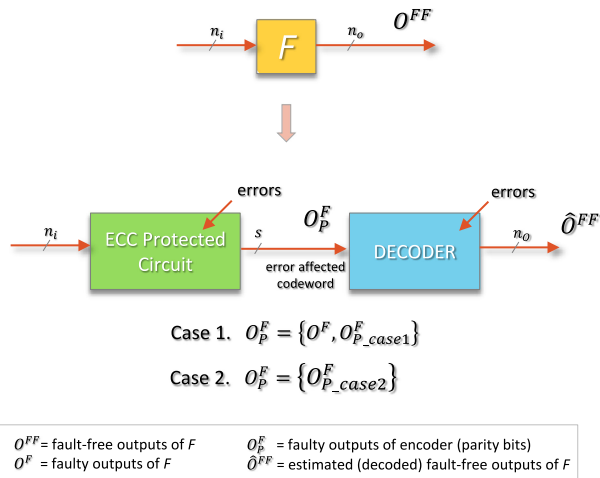 n_i F n_o O^{FF}
errors errors
n_i ECC Protected Circuit s O_P^F DECODER n_O Ô^{FF}
error affected
codeword
Case 1. O_P^F = {O^F, O_{P_case1}^F}
Case 2. O_P^F = {O_{P_case2}^F}
O^{FF} = fault-free outputs of F
O^F = faulty outputs of F
O_P^F = faulty outputs of encoder (parity bits)
Ô^{FF} = estimated (decoded) fault-free outputs of F